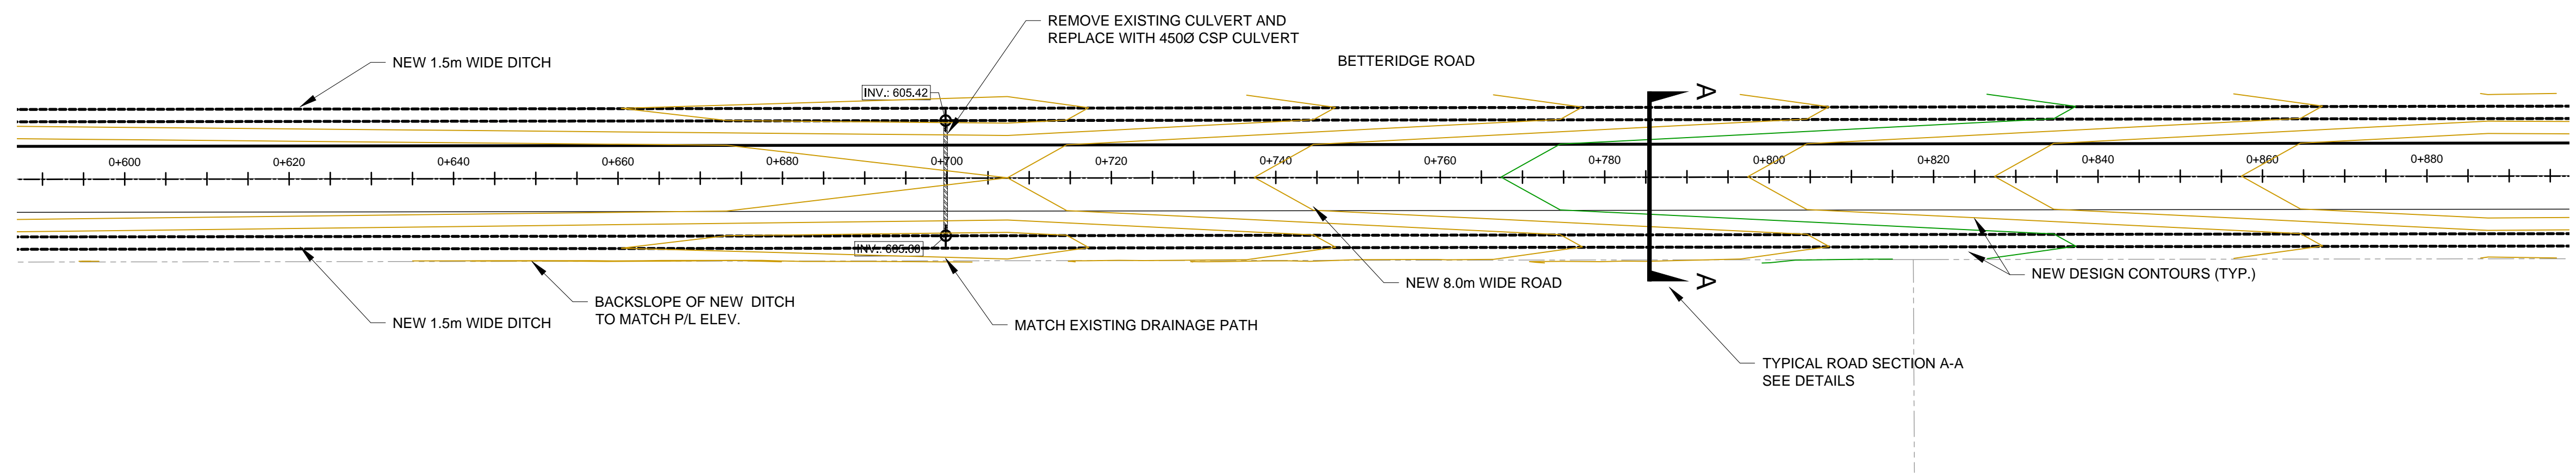 REMOVE EXISTING CULVERT AND
REPLACE WITH 450Ø CSP CULVERT
BETTERIDGE ROAD
NEW 1.5m WIDE DITCH
INV.: 605.42
A
0+600 0+620 0+640 0+660 0+680 0+700 0+720 0+740 0+760 0+780 0+800 0+820 0+840 0+860 0+880
INV.:
A
NEW DESIGN CONTOURS (TYP.)
NEW 8.0m WIDE ROAD
BACKSLOPE OF NEW DITCH
TO MATCH P/L ELEV.
NEW 1.5m WIDE DITCH
MATCH EXISTING DRAINAGE PATH
TYPICAL ROAD SECTION A-A
SEE DETAILS